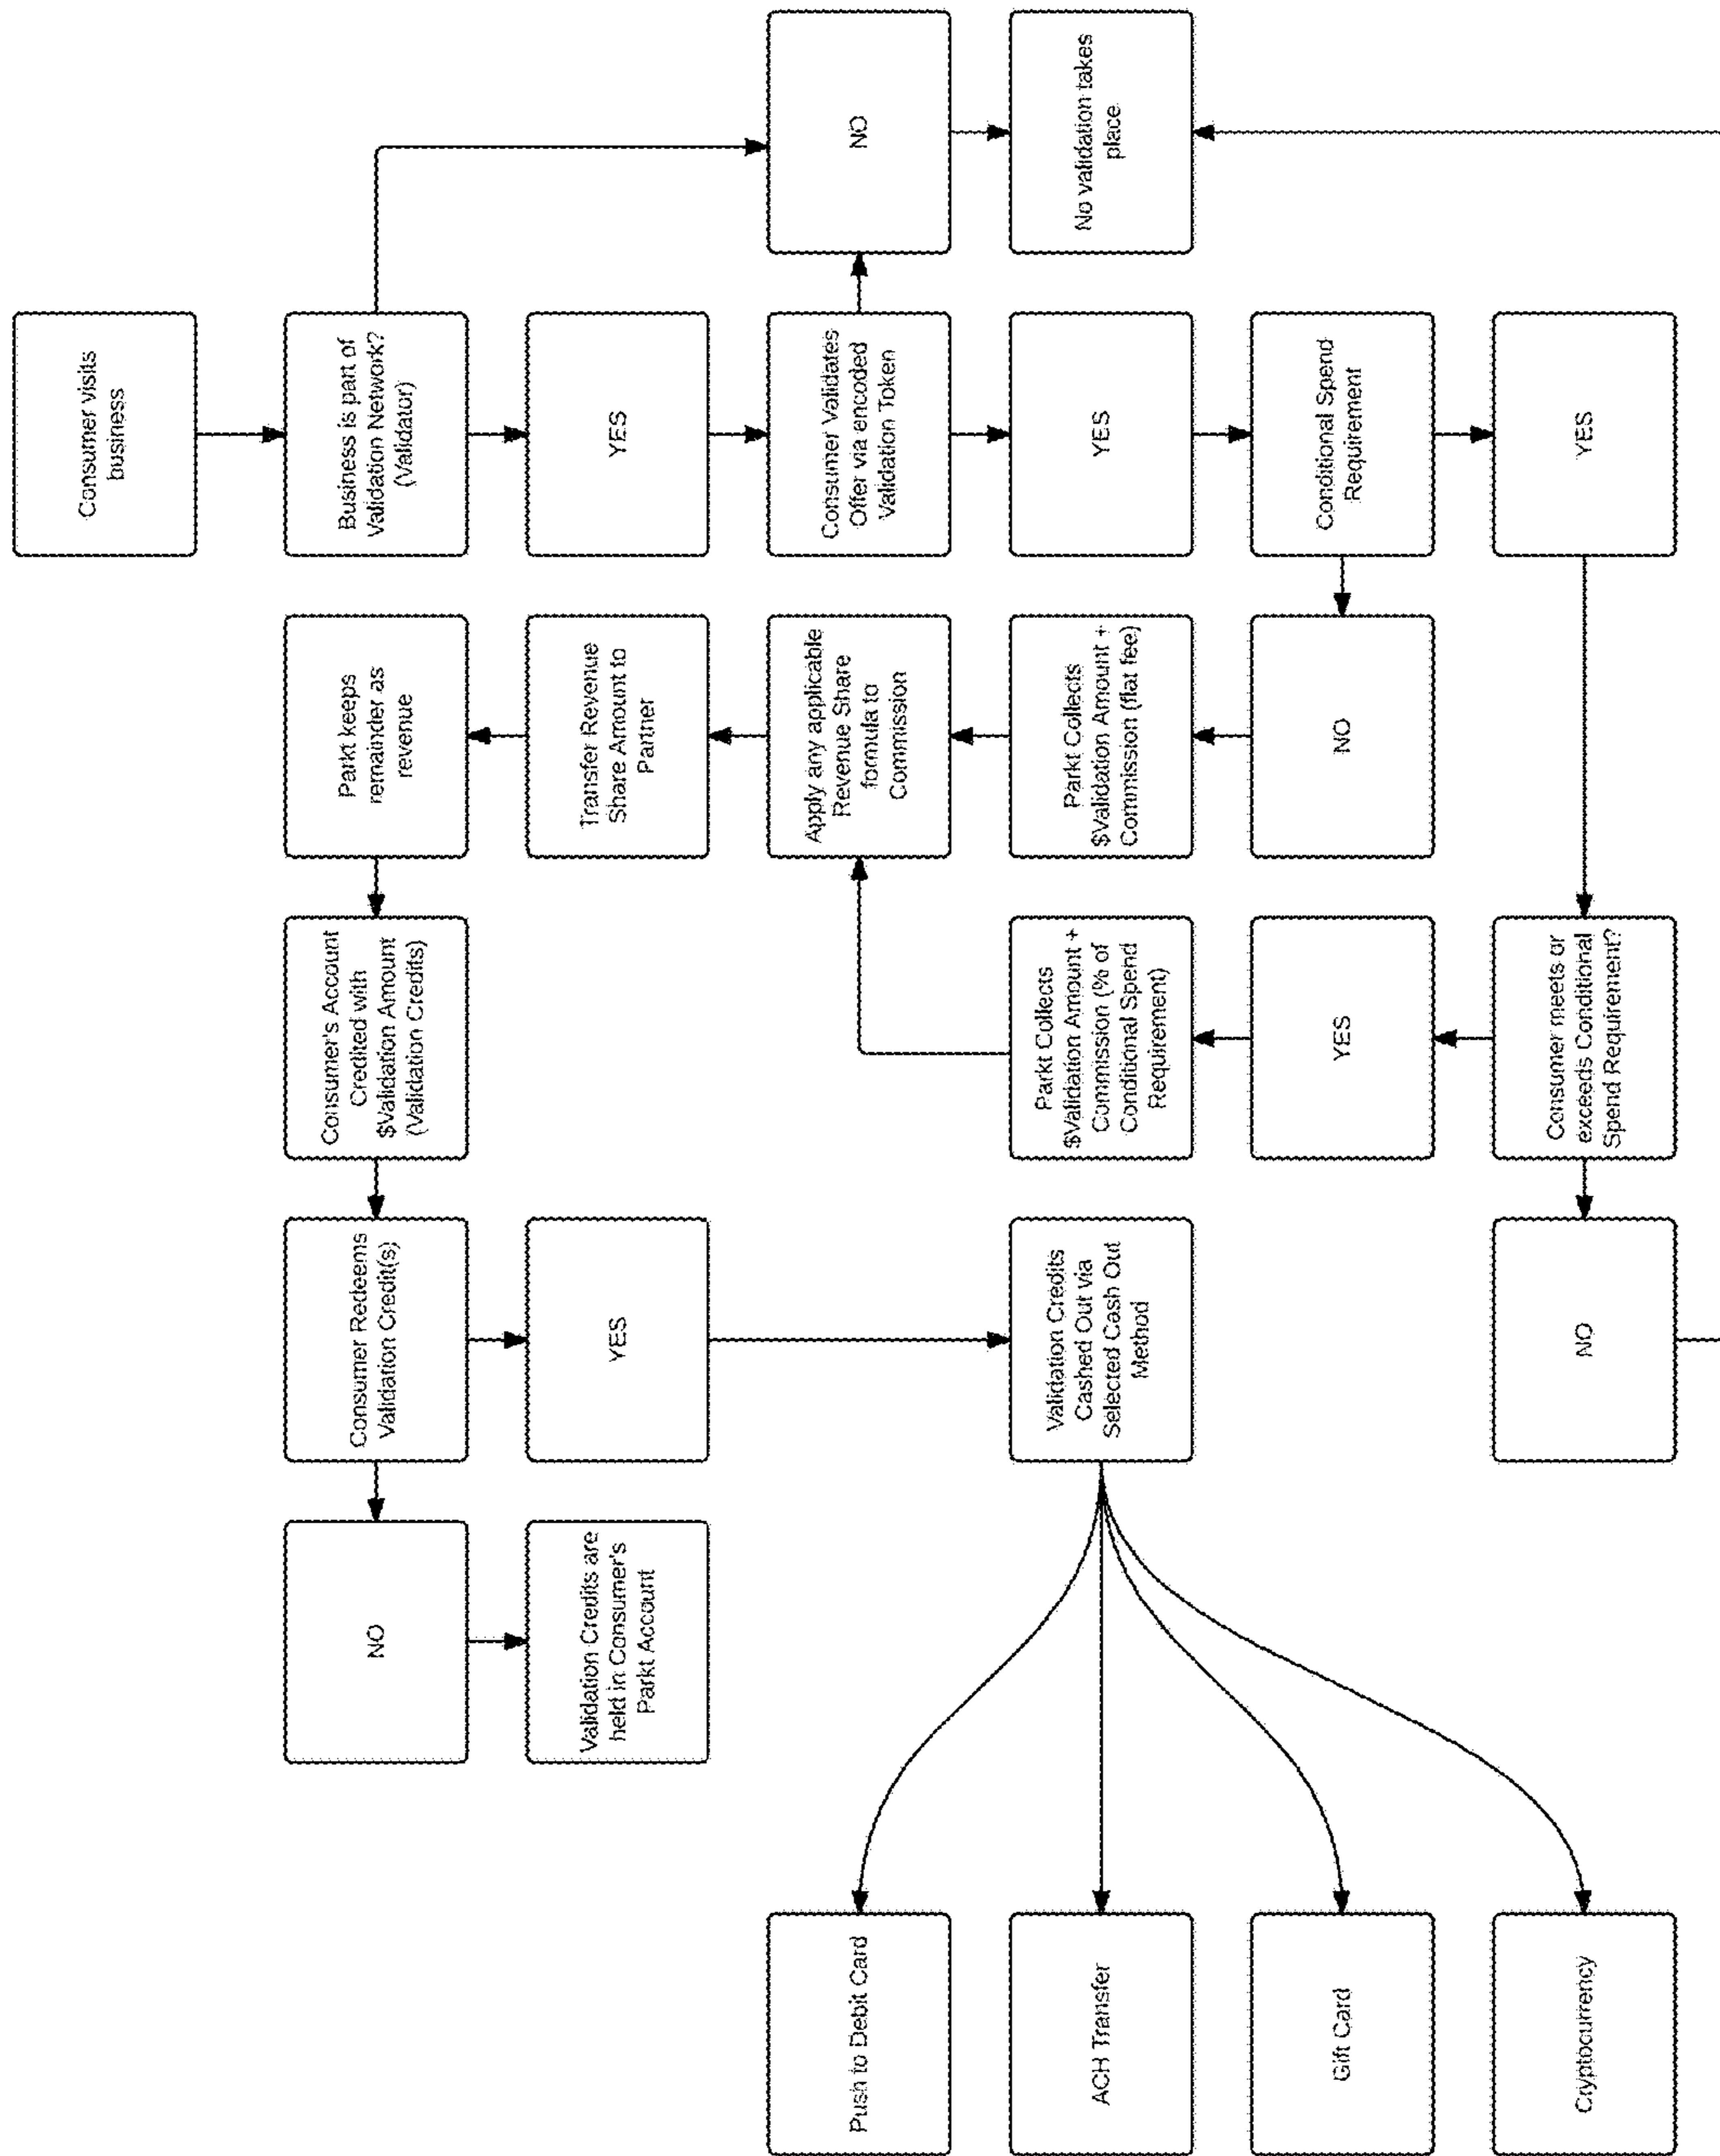 Consumer visits
business
Business is part of
Validation Network?
(Validator)
YES
Consumer Validates
Offer via encoded
Validation Token
YES
Conditional Spend
Requirement
YES
NO
No validation takes
place
Parkt keeps
remainder as
revenue
Transfer Revenue
Share Amount to
Partner
Apply any applicable
Revenue Share
formula to
Commission
Parkt Collects
$Validation Amount +
Commission (flat fee)
NO
Consumer's Account
Credited with
$Validation Amount
(Validation Credits)
Parkt Collects
$Validation Amount +
Commission (% of
Conditional Spend
Requirement)
YES
Consumer meets or
exceeds Conditional
Spend Requirement?
Consumer Redeems
Validation Credit(s)
YES
Validation Credits
Cashed Out via
Selected Cash Out
Method
NO
NO
Validation Credits are
held in Consumer's
Parkt Account
Push to Debit Card
ACH Transfer
Gift Card
Cryptocurrency